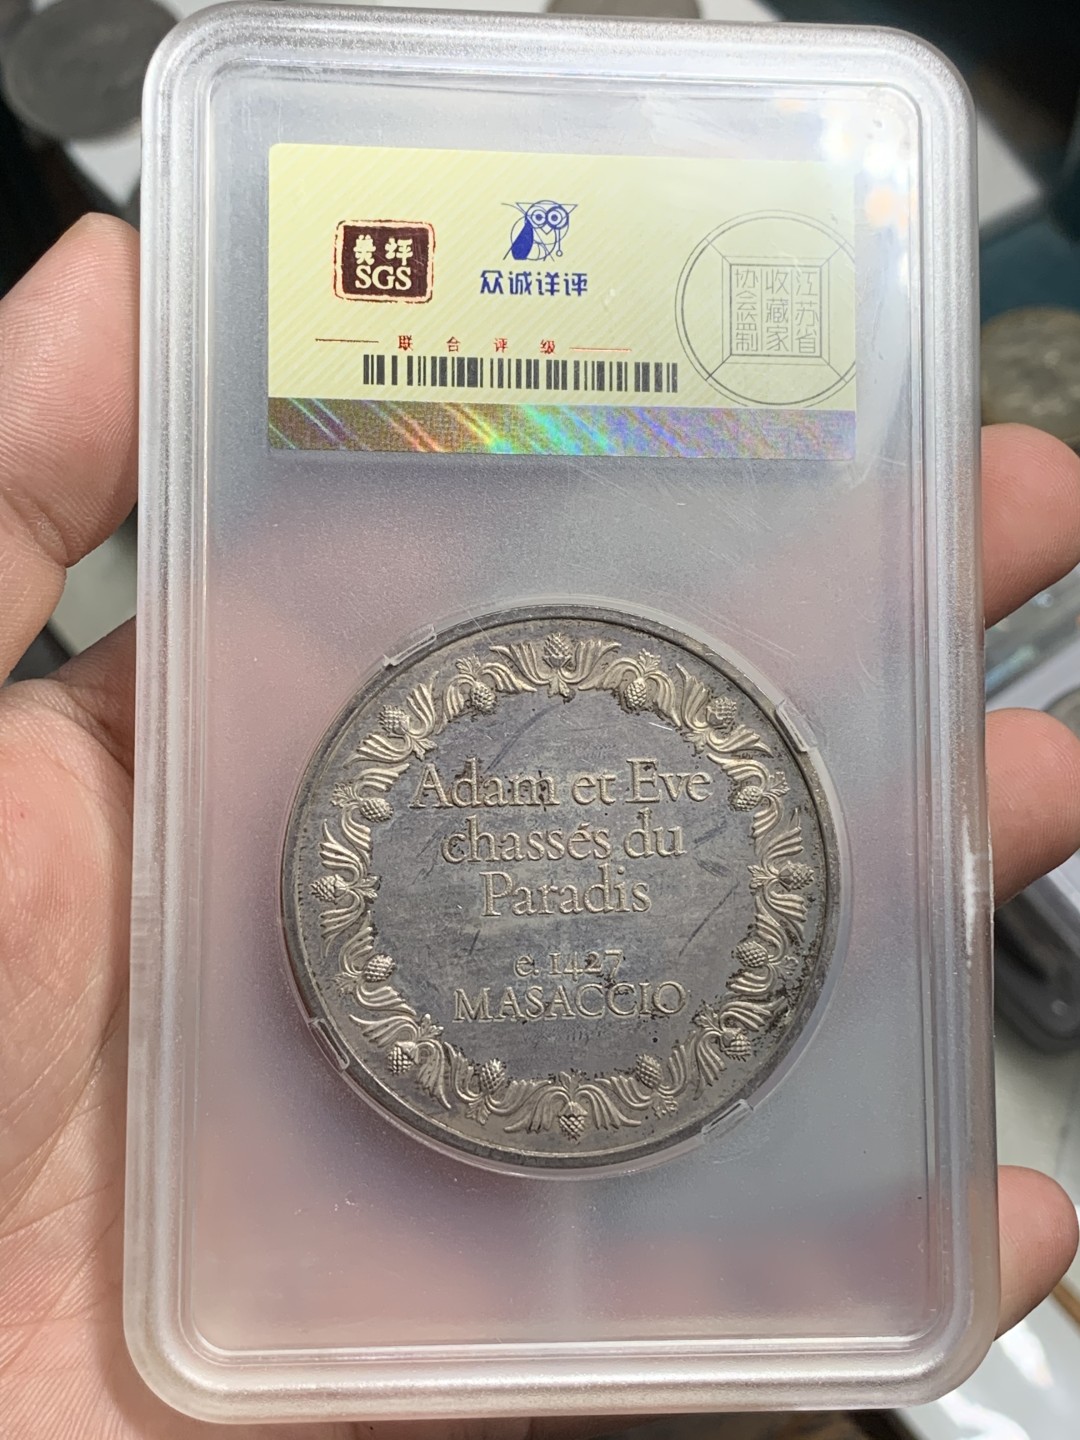 美评
SGS
众诚详评
联合评级
江苏省
收藏家
协会监制
Adam et Eve
chassés du
Paradis
c. 1427
MASACCIO